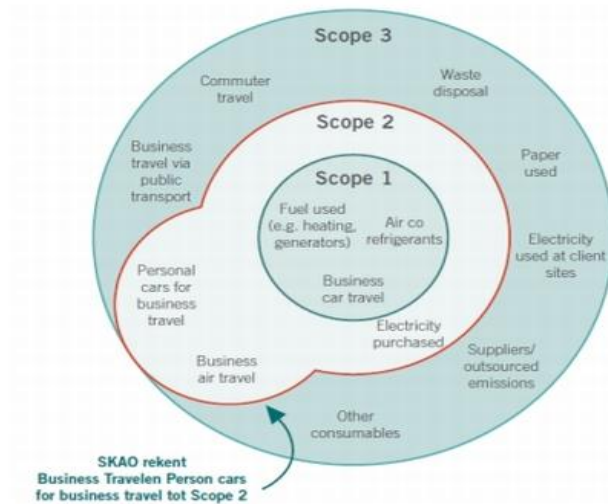 Scope 3
Commuter
travel
Waste
disposal
Scope 2
Business
travel via
public
transport
Paper
used
Scope 1
Fuel used
(e.g. heating,
generators)
Air co
refrigerants
Electricity
used at client
sites
Personal
cars for
business
travel
Business
car travel
Electricity
purchased
Business
air travel
Suppliers/
outsourced
emissions
Other
consumables
SKAO rekent
Business Travelen Person cars
for business travel tot Scope 2